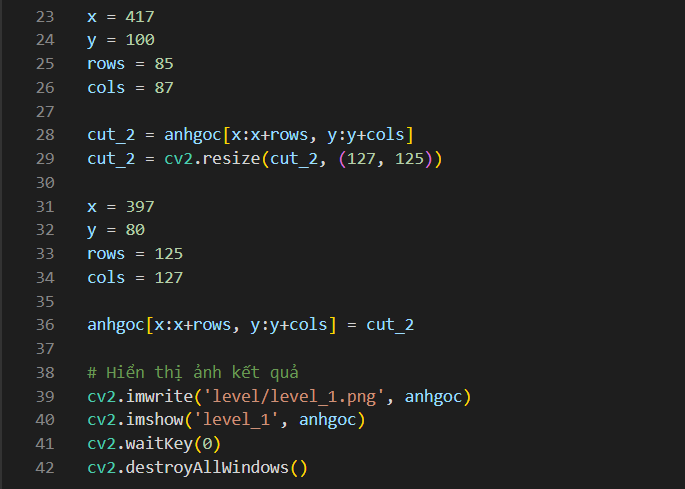 23 x = 417
24 y = 100
25 rows = 85
26 cols = 87
27
28 cut_2 = anhgoc[x:x+rows, y:y+cols]
29 cut_2 = cv2.resize(cut_2, (127, 125))
30
31 x = 397
32 y = 80
33 rows = 125
34 cols = 127
35
36 anhgoc[x:x+rows, y:y+cols] = cut_2
37
38 # Hiển thị ảnh kết quả
39 cv2.imwrite('level/level_1.png', anhgoc)
40 cv2.imshow('level_1', anhgoc)
41 cv2.waitKey(0)
42 cv2.destroyAllWindows()